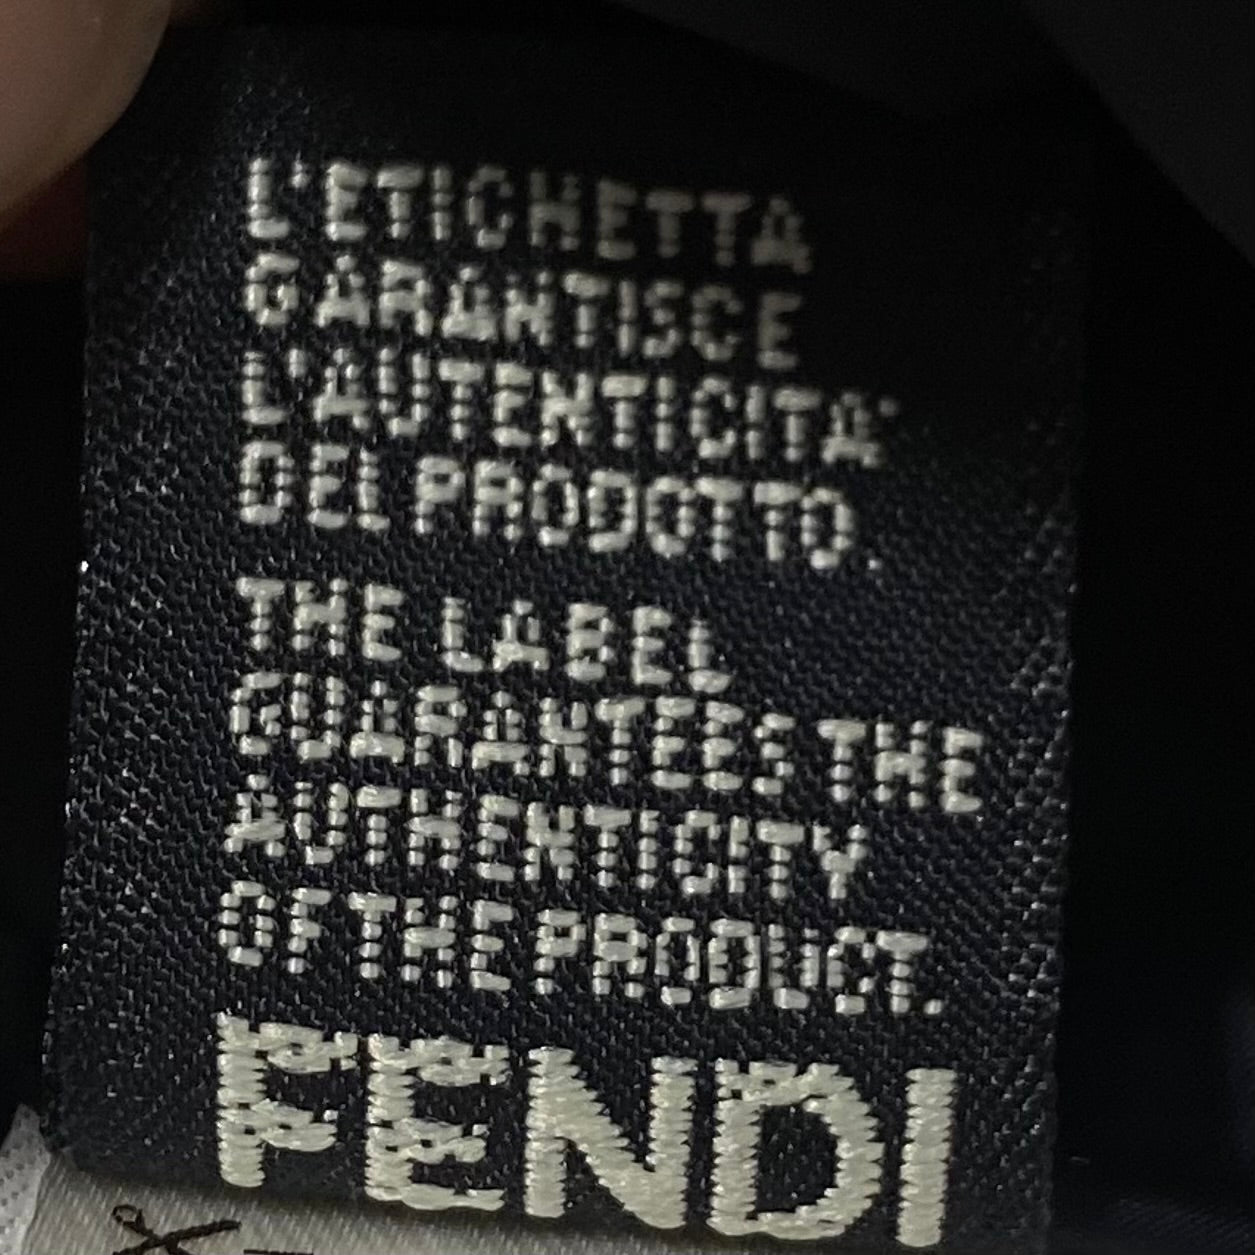 L'ETICHETTA
GARANTISCE
L'AUTENTICITA'
DEL PRODOTTO.
THE LABEL
GUARANTEES THE
AUTHENTICITY
OF THE PRODUCT.
FENDI